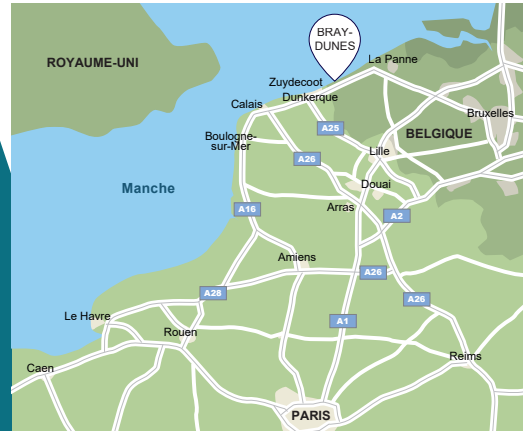 BRAY-
DUNES
ROYAUME-UNI
La Panne
Zuydecoot
Dunkerque
Calais
Bruxelles
A25
BELGIQUE
Boulogne-
sur-Mer
Lille
A26
Douai
Manche
Arras
A16
A2
Amiens
A26
A28
A26
Le Havre
A1
Rouen
Reims
Caen
PARIS